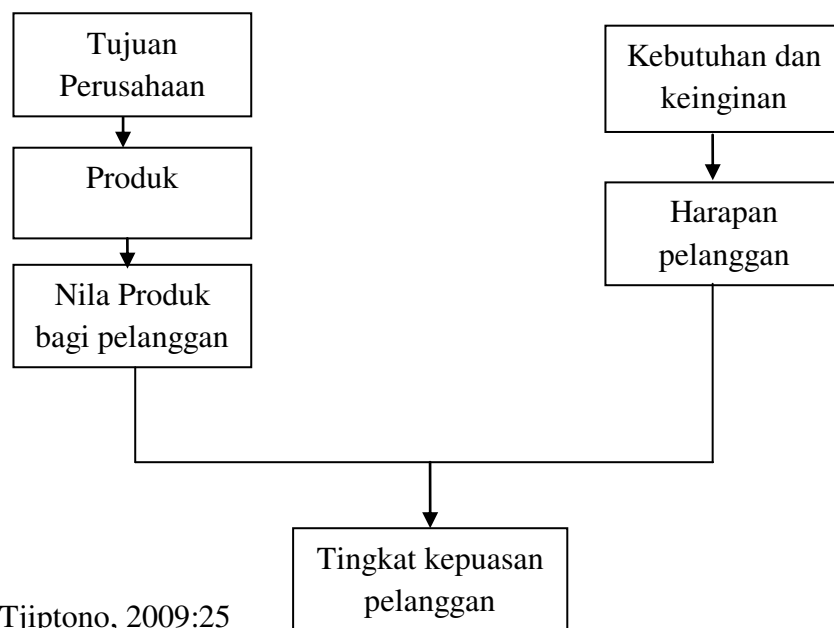 Tujuan
Perusahaan
Produk
Nila Produk
bagi pelanggan
Kebutuhan dan
keinginan
Harapan
pelanggan
Tingkat kepuasan
pelanggan
Tjiptono, 2009:25